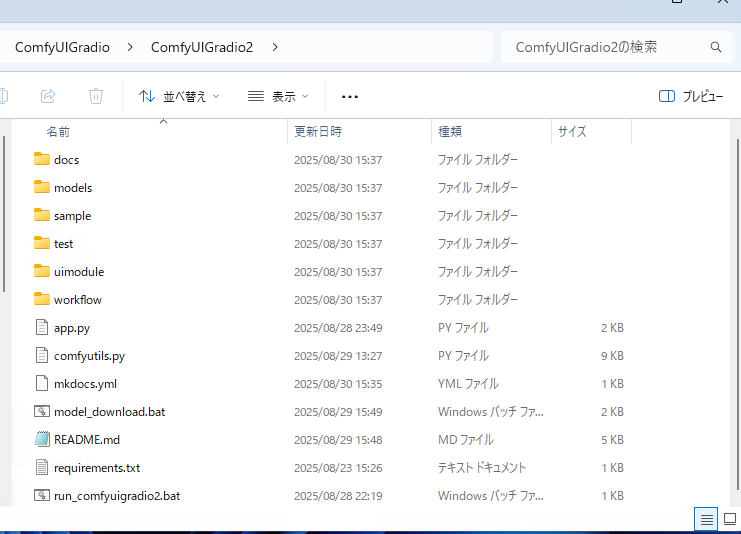 ComfyUIGradio > ComfyUIGradio2 > ComfyUIGradio2の検索
並べ替え 表示 ... プレビュー
名前 更新日時 種類 サイズ
docs 2025/08/30 15:37 ファイル フォルダー
models 2025/08/30 15:37 ファイル フォルダー
sample 2025/08/30 15:37 ファイル フォルダー
test 2025/08/30 15:37 ファイル フォルダー
uimodule 2025/08/30 15:37 ファイル フォルダー
workflow 2025/08/30 15:37 ファイル フォルダー
app.py 2025/08/28 23:49 PY ファイル 2 KB
comfyutils.py 2025/08/29 13:27 PY ファイル 9 KB
mkdocs.yml 2025/08/30 15:35 YML ファイル 1 KB
model_download.bat 2025/08/29 15:49 Windows バッチ ファ... 2 KB
README.md 2025/08/29 15:48 MD ファイル 5 KB
requirements.txt 2025/08/23 15:26 テキスト ドキュメント 1 KB
run_comfyuigradio2.bat 2025/08/28 22:19 Windows バッチ ファ... 1 KB